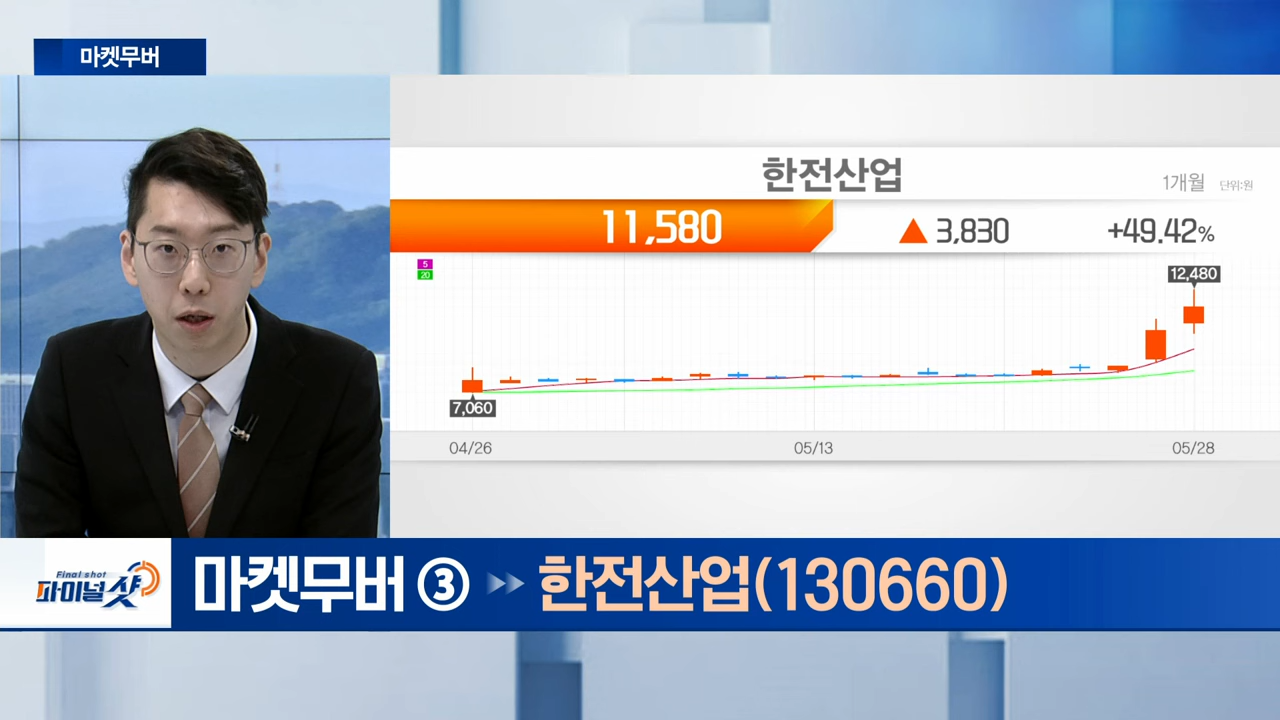 마켓무버
한전산업
1개월 단위:원
11,580 ▲ 3,830 +49.42%
5
20
12,480
7,060
04/26 05/13 05/28
Final shot
파이널샷
마켓무버 ③ 한전산업(130660)